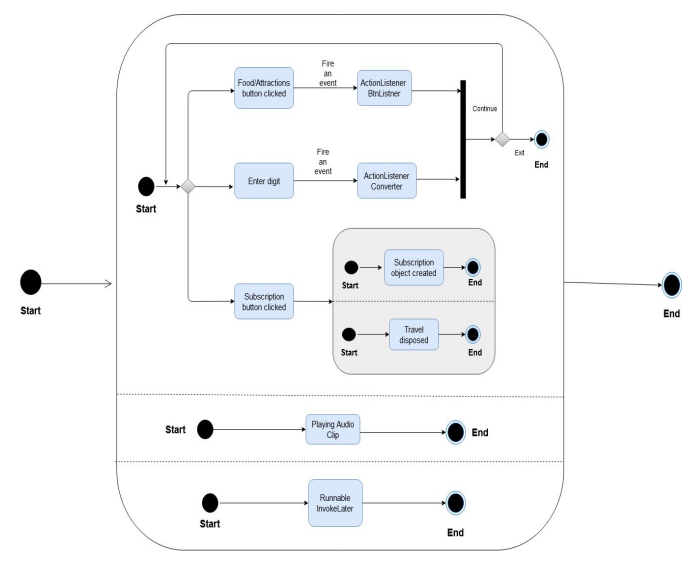 Fire
an
event
Food/Attractions
button clicked
ActionListener
BtnListner
Continue
Fire
an
event
Exit
End
Enter digit
ActionListener
Converter
Start
Subscription
object created
Start
End
Subscription
button clicked
Start
End
Travel
disposed
Start
End
Playing Audio
Clip
Start
End
Runnable
InvokeLater
Start
End